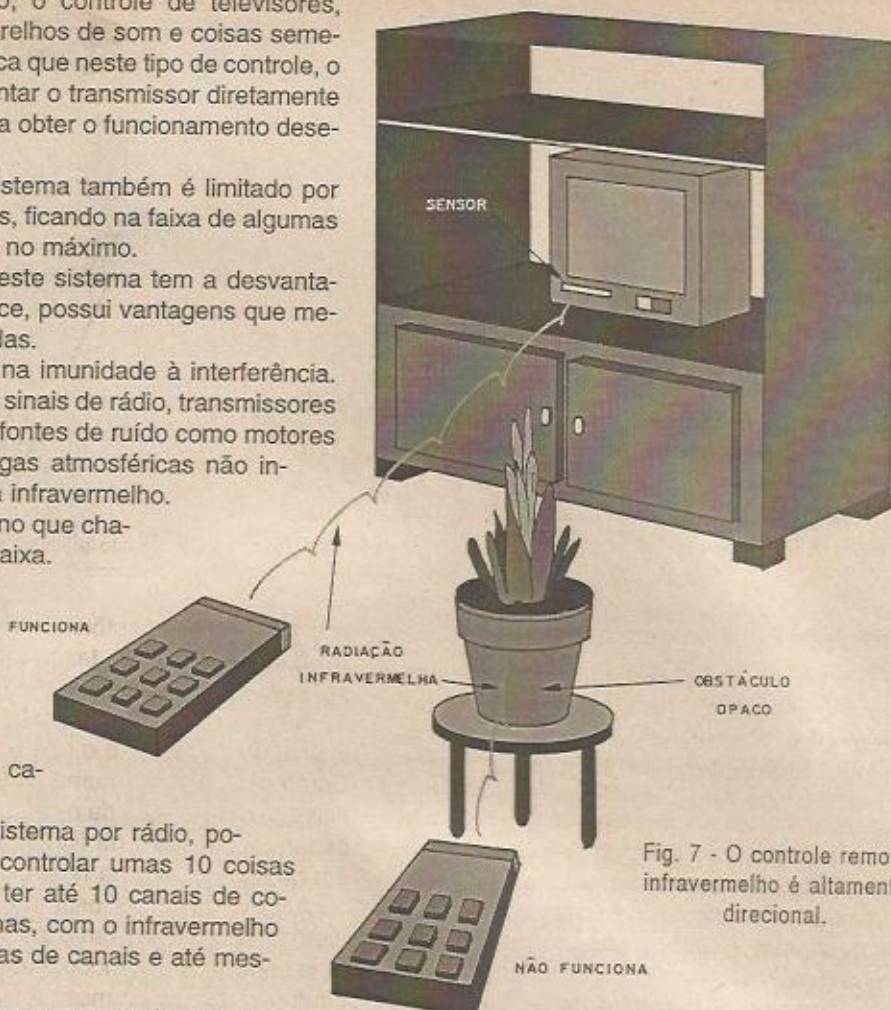 o controle de televisores,
relhos de som e coisas seme-
ca que neste tipo de controle, o
ntar o transmissor diretamente
a obter o funcionamento dese-
stema também é limitado por
s, ficando na faixa de algumas
no máximo.
este sistema tem a desvanta-
ce, possui vantagens que me-
das.
na imunidade à interferência.
sinais de rádio, transmissores
fontes de ruído como motores
gas atmosféricas não in-
infravermelho.
no que cha-
aixa.
SENSOR
FUNCIONA
RADIAÇÃO
INFRAVERMELHA
OBSTÁCULO
OPACO
ca-
istema por rádio, po-
controlar umas 10 coisas
ter até 10 canais de co-
nas, com o infravermelho
as de canais e até mes-
Fig. 7 - O controle remo
infravermelho é altament
direcional.
NÃO FUNCIONA